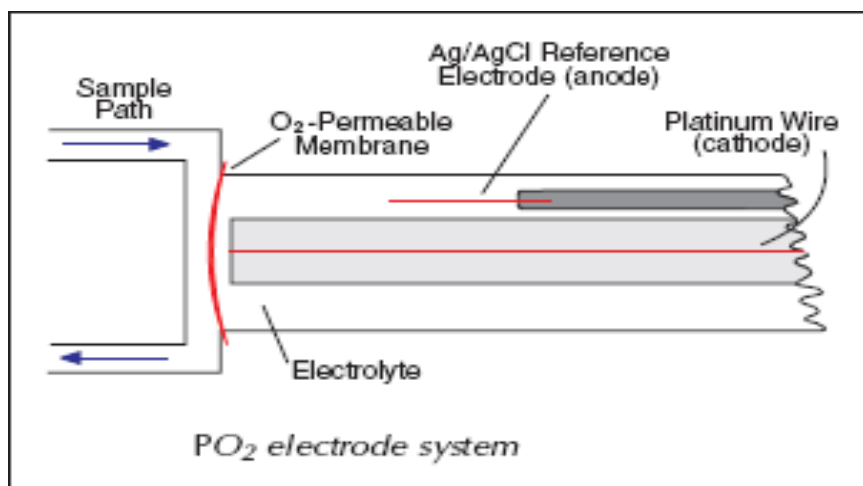 Ag/AgCl Reference
Electrode (anode)
Sample
Path
O₂-Permeable
Membrane
Platinum Wire
(cathode)
Electrolyte
PO₂ electrode system